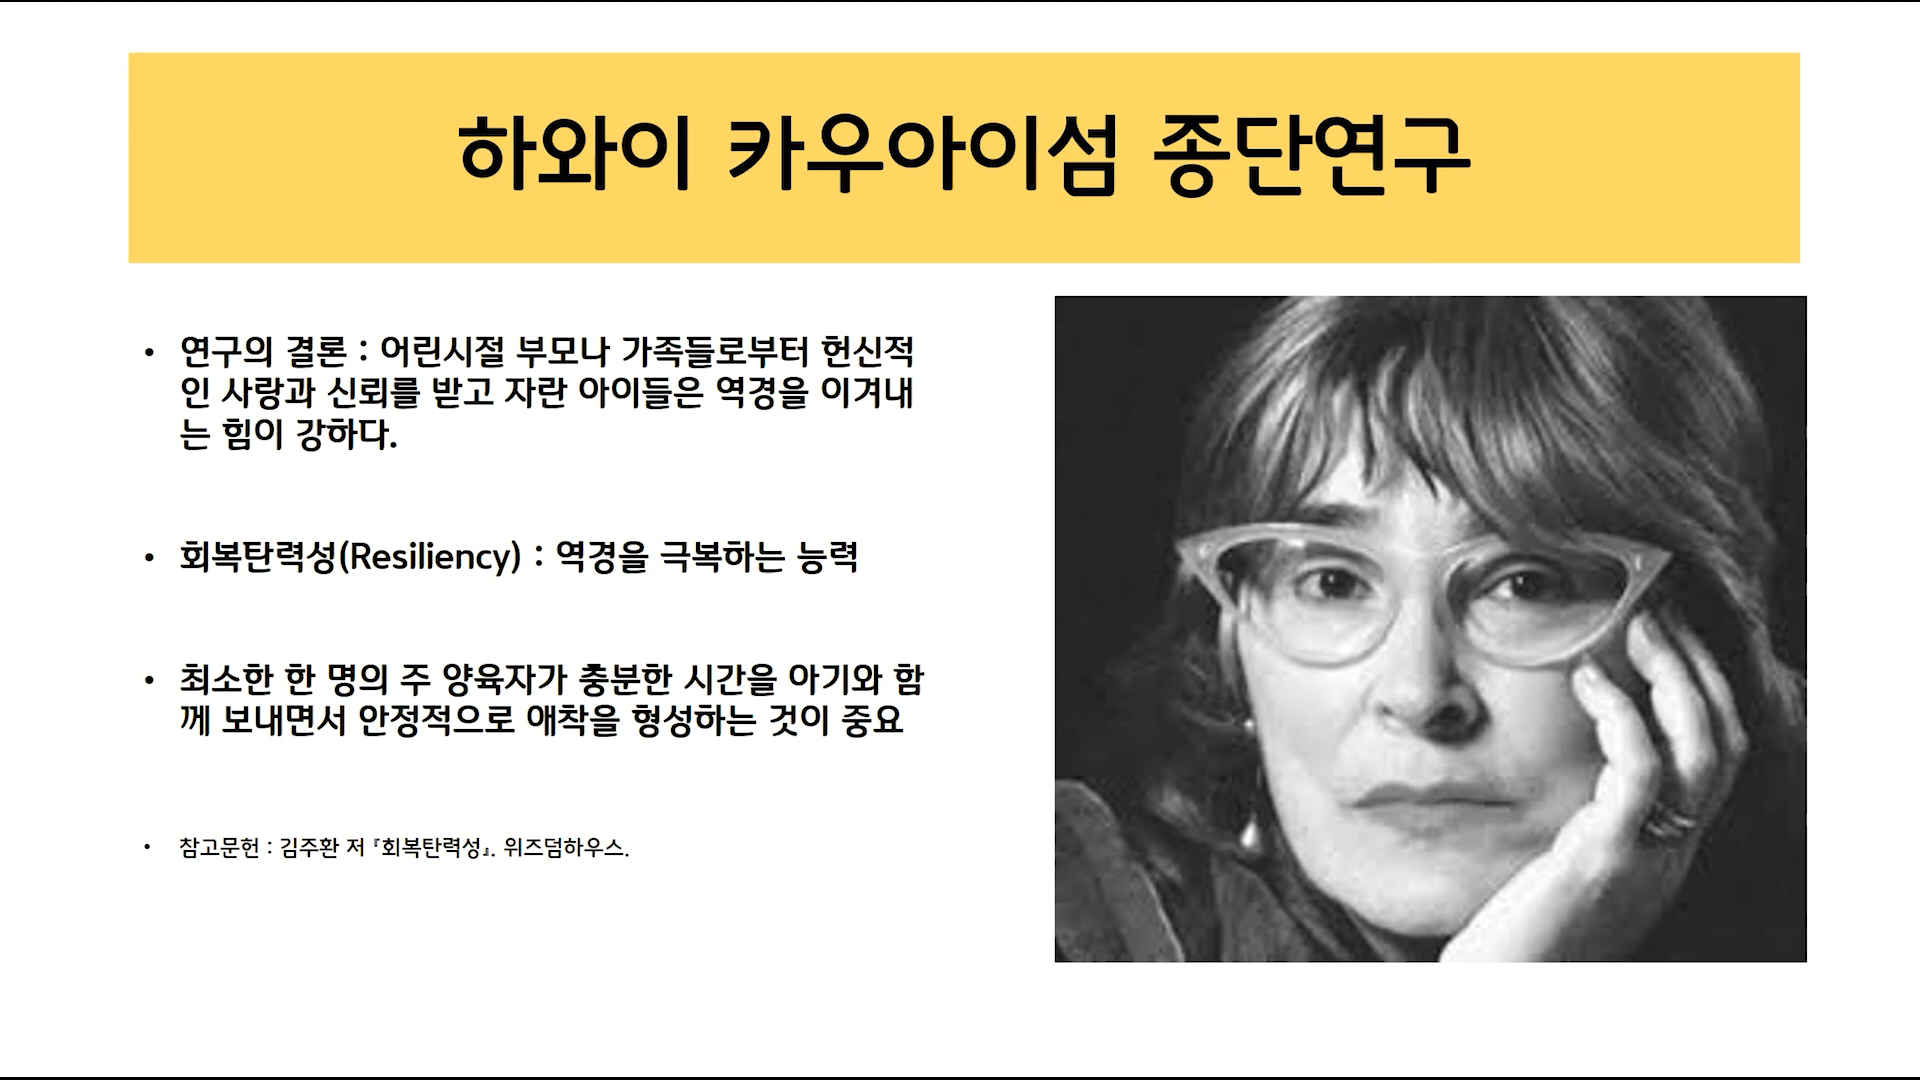 하와이 카우아이섬 종단연구
• 연구의 결론 : 어린시절 부모나 가족들로부터 헌신적
인 사랑과 신뢰를 받고 자란 아이들은 역경을 이겨내
는 힘이 강하다.
• 회복탄력성(Resiliency) : 역경을 극복하는 능력
• 최소한 한 명의 주 양육자가 충분한 시간을 아기와 함
께 보내면서 안정적으로 애착을 형성하는 것이 중요
• 참고문헌 : 김주환 저 『회복탄력성』. 위즈덤하우스.